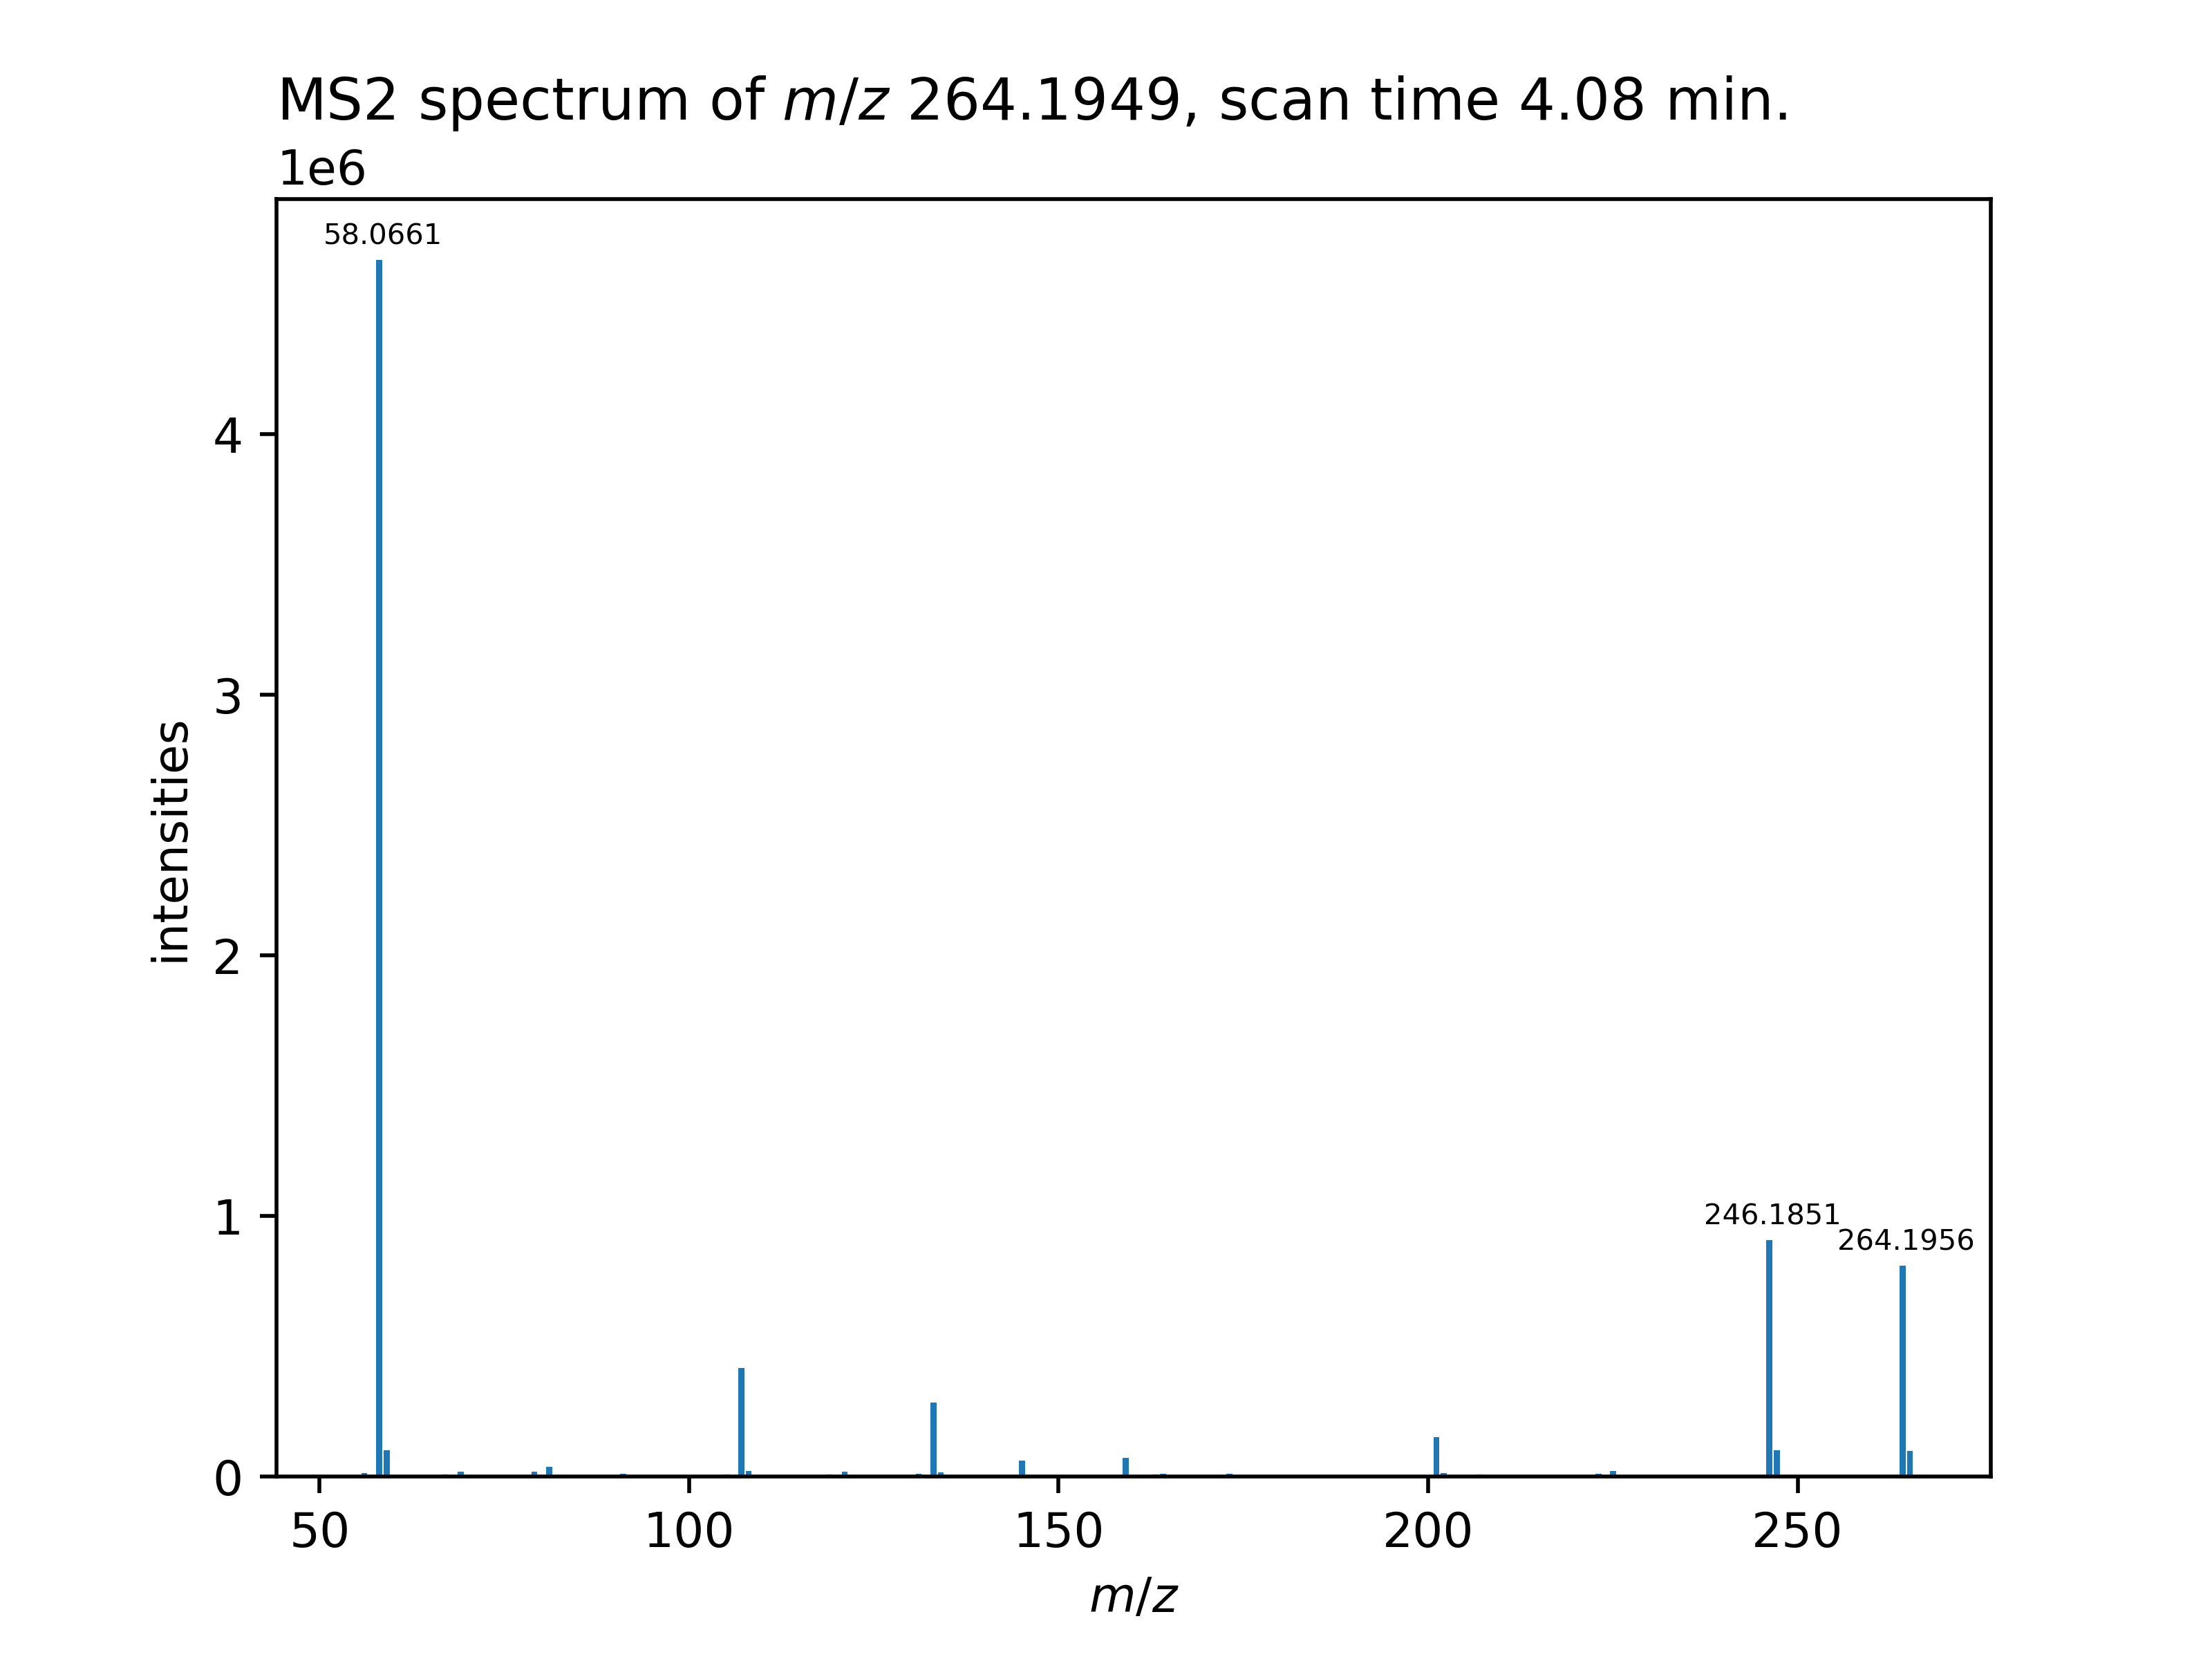 MS2 spectrum of m/z 264.1949, scan time 4.08 min.
1e6
58.0661
4
3
intensities
2
1
246.1851
264.1956
0
50 100 150 200 250
m/z